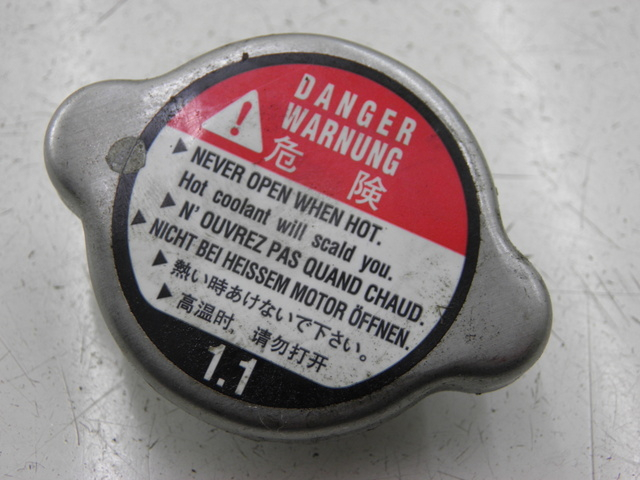 DANGER
WARNUNG
危険
▶ NEVER OPEN WHEN HOT.
Hot coolant will scald you.
▶ N' OUVREZ PAS QUAND CHAUD.
▶ NICHT BEI HEISSEM MOTOR ÖFFNEN.
▶ 熱い時あけないで下さい。
▶ 高温时，请勿打开
1.1